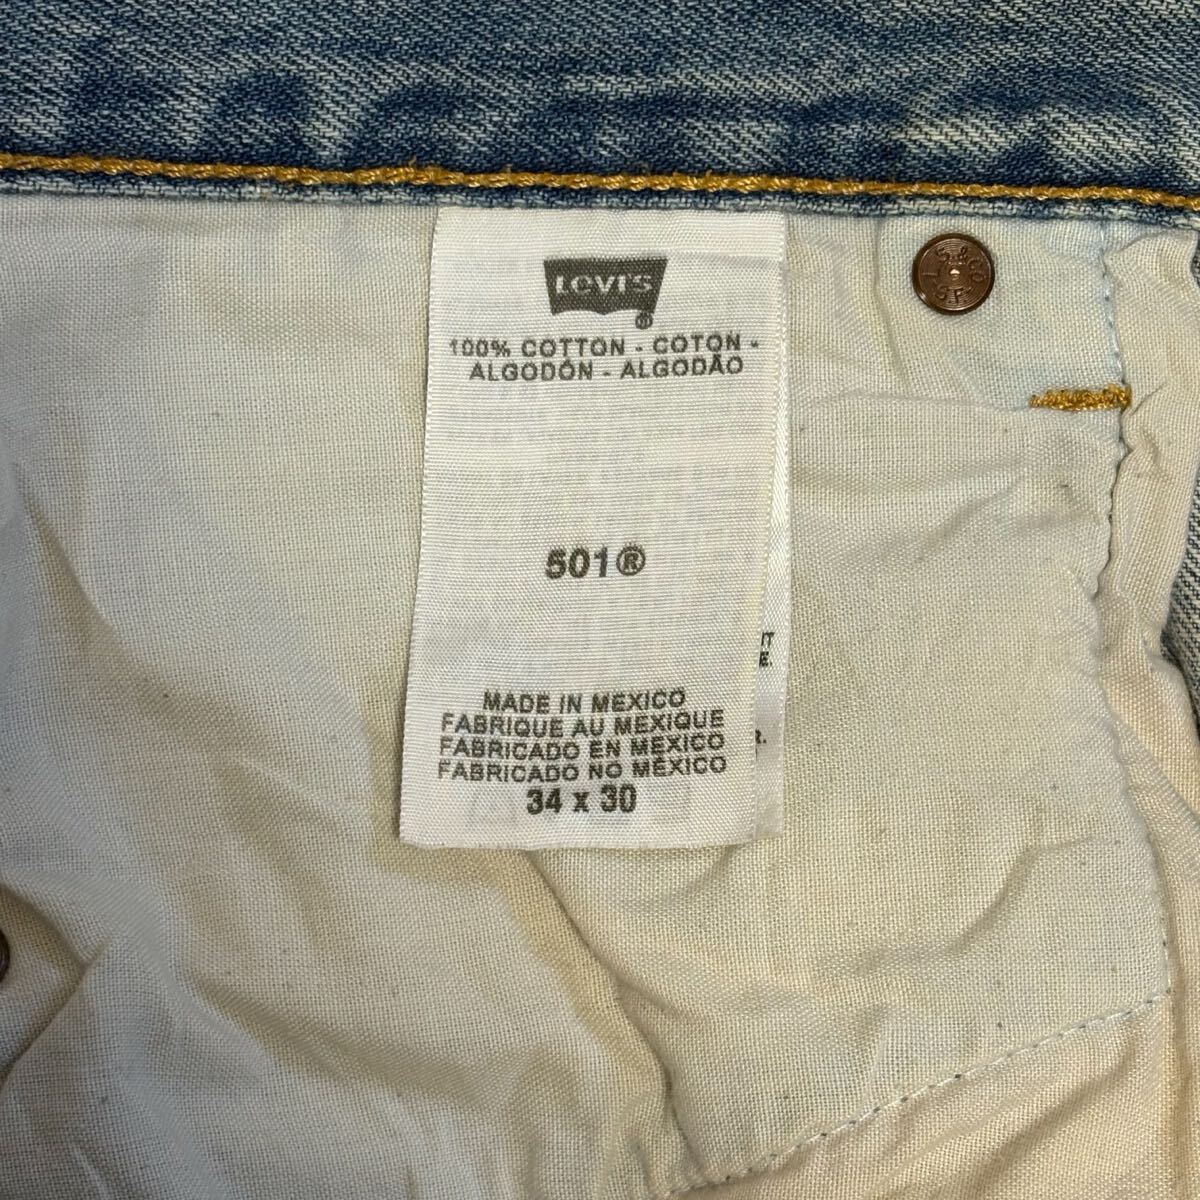 LEVI'S
®
100% COTTON - COTON -
ALGODÓN - ALGODÃO
501®
MADE IN MEXICO
FABRIQUE AU MEXIQUE
FABRICADO EN MEXICO
FABRICADO NO MÉXICO
34 x 30
L.S.&CO
S.F.
E.
R.